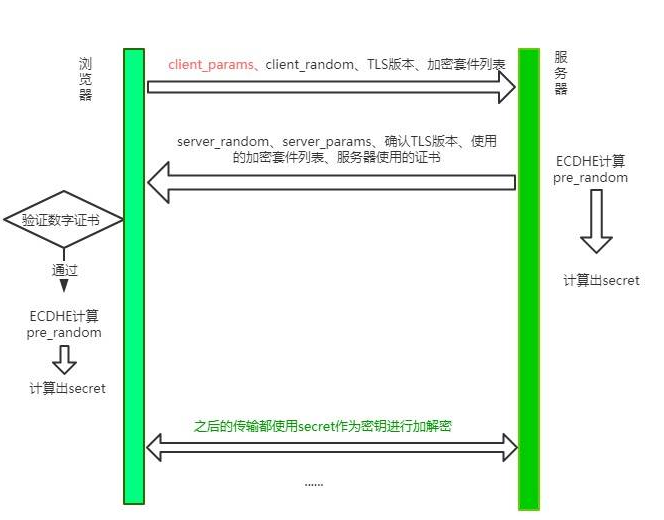 浏览器
服务器
client_params、client_random、TLS版本、加密套件列表
server_random、server_params、确认TLS版本、使用
的加密套件列表、服务器使用的证书
ECDHE计算
pre_random
计算出secret
验证数字证书
通过
ECDHE计算
pre_random
计算出secret
之后的传输都使用secret作为密钥进行加解密
......